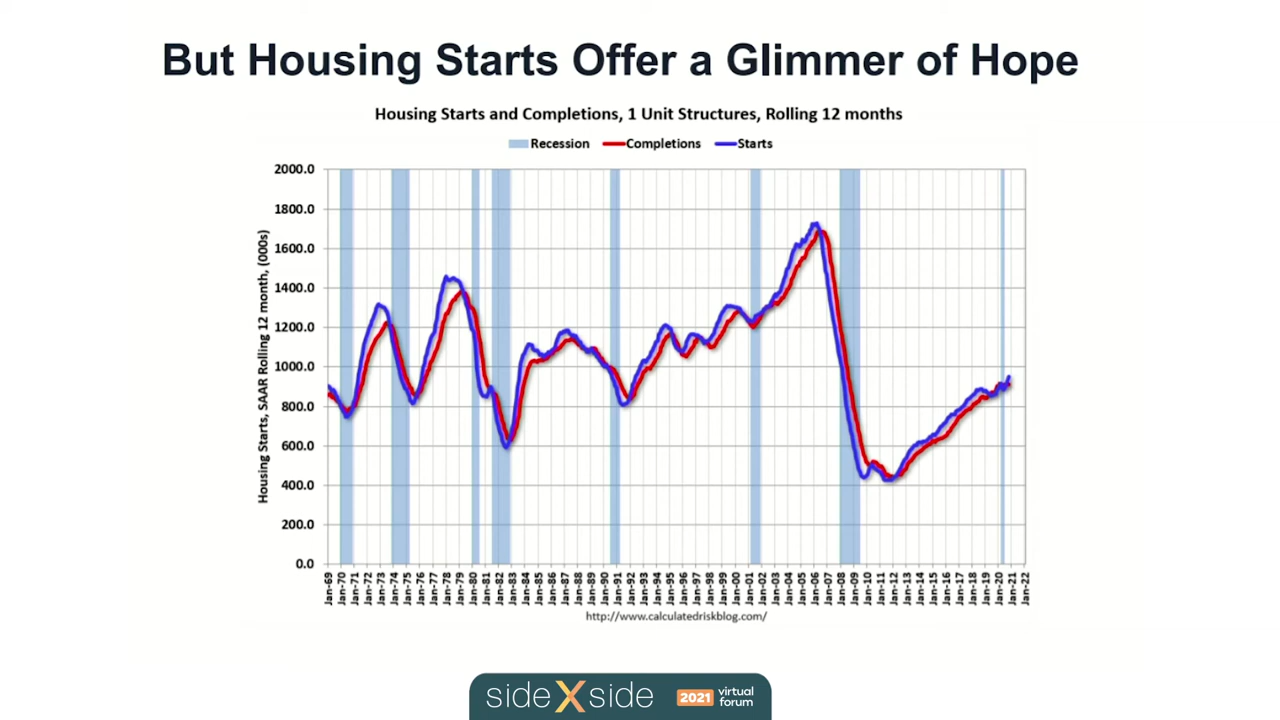 But Housing Starts Offer a Glimmer of Hope
Housing Starts and Completions, 1 Unit Structures, Rolling 12 months
Recession Completions Starts
Housing Starts, SAAR Rolling 12 month, (000s)
2000.0
1800.0
1600.0
1400.0
1200.0
1000.0
800.0
600.0
400.0
200.0
0.0
Jan-69 Jan-70 Jan-71 Jan-72 Jan-73 Jan-74 Jan-75 Jan-76 Jan-77 Jan-78 Jan-79 Jan-80 Jan-81 Jan-82 Jan-83 Jan-84 Jan-85 Jan-86 Jan-87 Jan-88 Jan-89 Jan-90 Jan-91 Jan-92 Jan-93 Jan-94 Jan-95 Jan-96 Jan-97 Jan-98 Jan-99 Jan-00 Jan-01 Jan-02 Jan-03 Jan-04 Jan-05 Jan-06 Jan-07 Jan-08 Jan-09 Jan-10 Jan-11 Jan-12 Jan-13 Jan-14 Jan-15 Jan-16 Jan-17 Jan-18 Jan-19 Jan-20 Jan-21 Jan-22
http://www.calculatedriskblog.com/
side X side 2021 virtual
forum